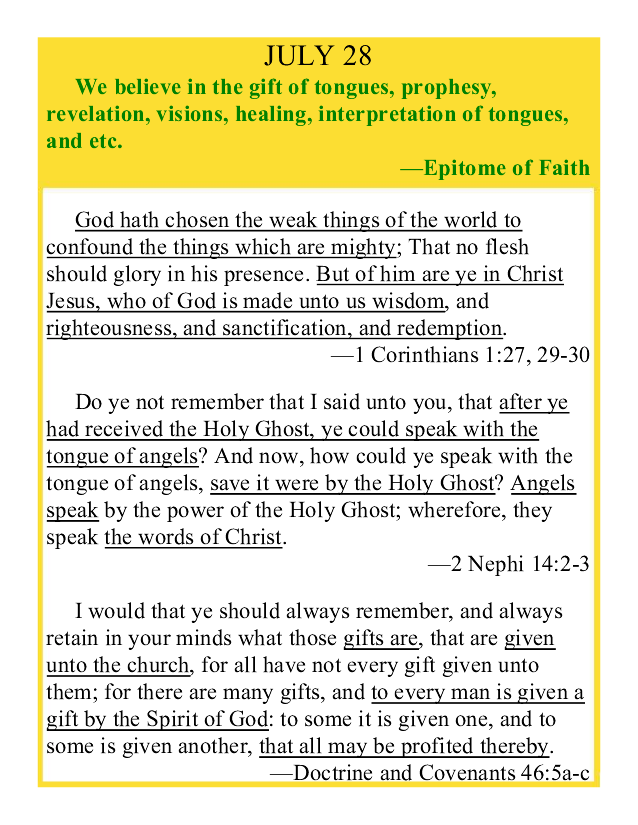 JULY 28
We believe in the gift of tongues, prophesy,
revelation, visions, healing, interpretation of tongues,
and etc.
—Epitome of Faith
God hath chosen the weak things of the world to
confound the things which are mighty; That no flesh
should glory in his presence. But of him are ye in Christ
Jesus, who of God is made unto us wisdom, and
righteousness, and sanctification, and redemption.
—1 Corinthians 1:27, 29-30
Do ye not remember that I said unto you, that after ye
had received the Holy Ghost, ye could speak with the
tongue of angels? And now, how could ye speak with the
tongue of angels, save it were by the Holy Ghost? Angels
speak by the power of the Holy Ghost; wherefore, they
speak the words of Christ.
—2 Nephi 14:2-3
I would that ye should always remember, and always
retain in your minds what those gifts are, that are given
unto the church, for all have not every gift given unto
them; for there are many gifts, and to every man is given a
gift by the Spirit of God: to some it is given one, and to
some is given another, that all may be profited thereby.
—Doctrine and Covenants 46:5a-c